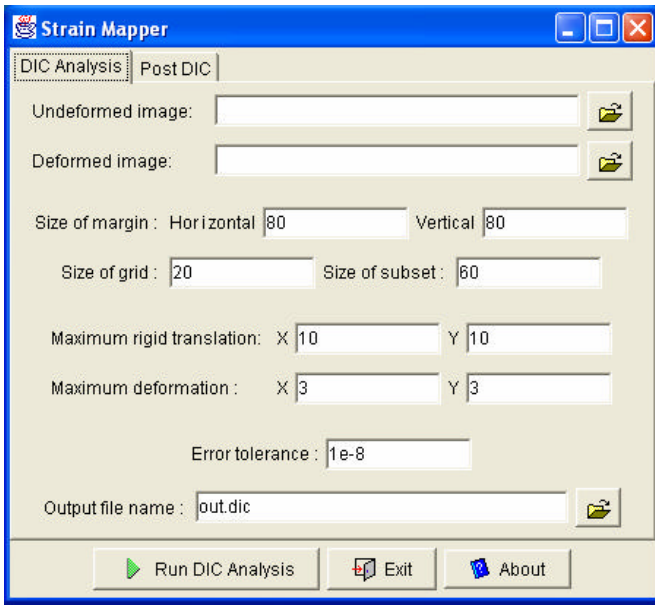 Strain Mapper
DIC Analysis Post DIC
Undeformed image:
Deformed image:
Size of margin : Horizontal 80 Vertical 80
Size of grid : 20 Size of subset : 60
Maximum rigid translation: X 10 Y 10
Maximum deformation : X 3 Y 3
Error tolerance : 1e-8
Output file name : out.dic
Run DIC Analysis Exit About